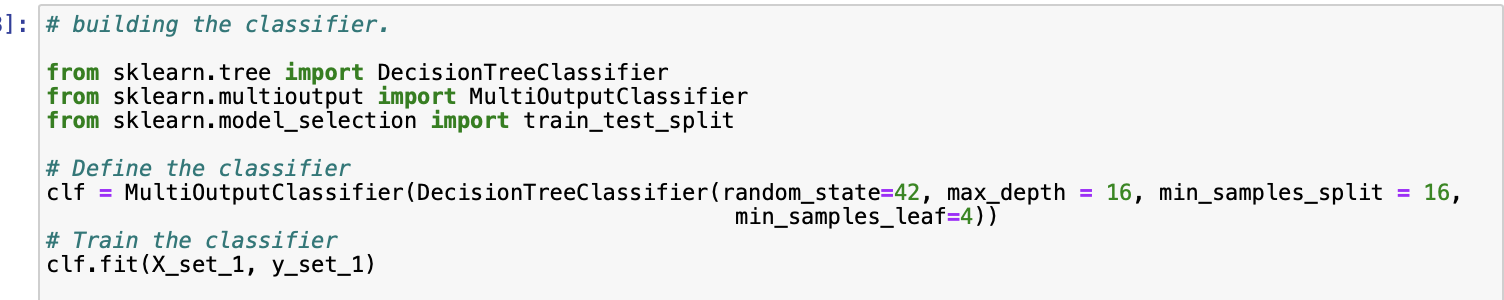 ]: # building the classifier.
from sklearn.tree import DecisionTreeClassifier
from sklearn.multioutput import MultiOutputClassifier
from sklearn.model_selection import train_test_split
# Define the classifier
clf = MultiOutputClassifier(DecisionTreeClassifier(random_state=42, max_depth = 16, min_samples_split = 16,
min_samples_leaf=4))
# Train the classifier
clf.fit(X_set_1, y_set_1)